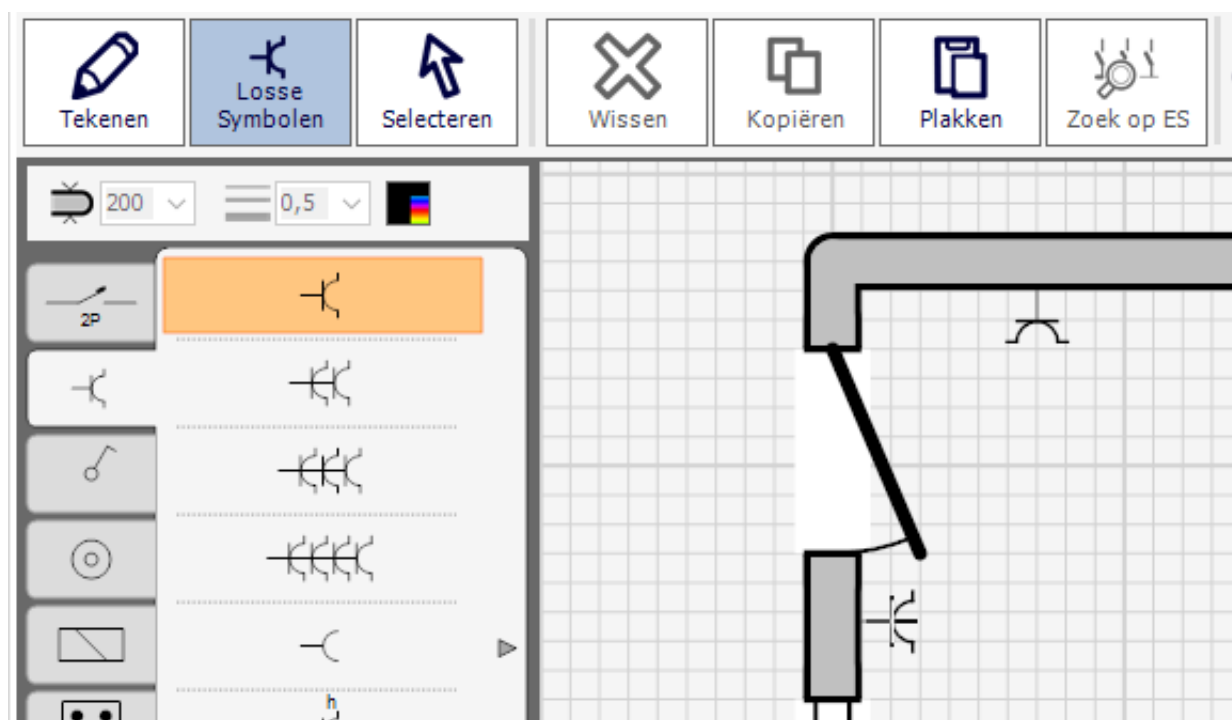 Tekenen
Losse
Symbolen
Selecteren
Wissen
Kopiëren
Plakken
Zoek op ES
200
0,5
2P
h